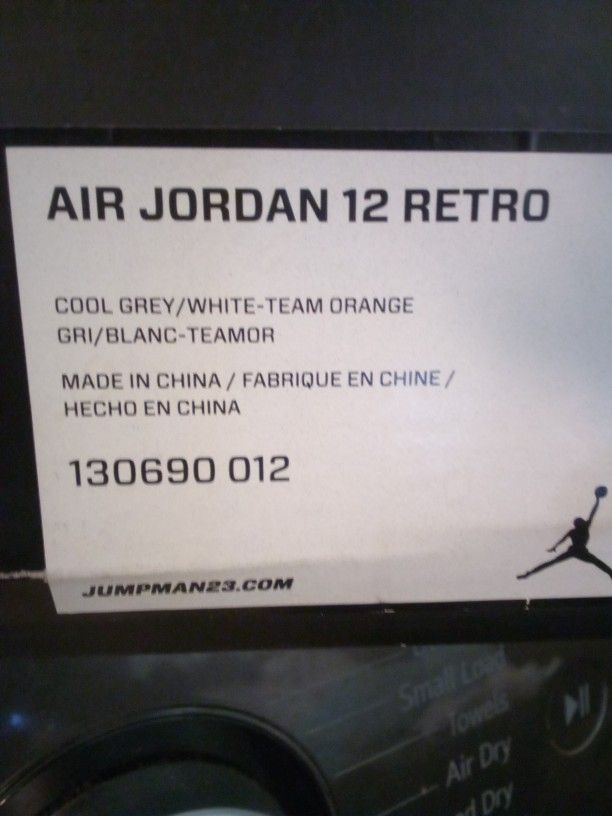 AIR JORDAN 12 RETRO
COOL GREY/WHITE-TEAM ORANGE
GRI/BLANC-TEAMOR
MADE IN CHINA / FABRIQUE EN CHINE /
HECHO EN CHINA
130690 012
JUMPMAN23.COM
Small Load
Towels
Air Dry
Dry